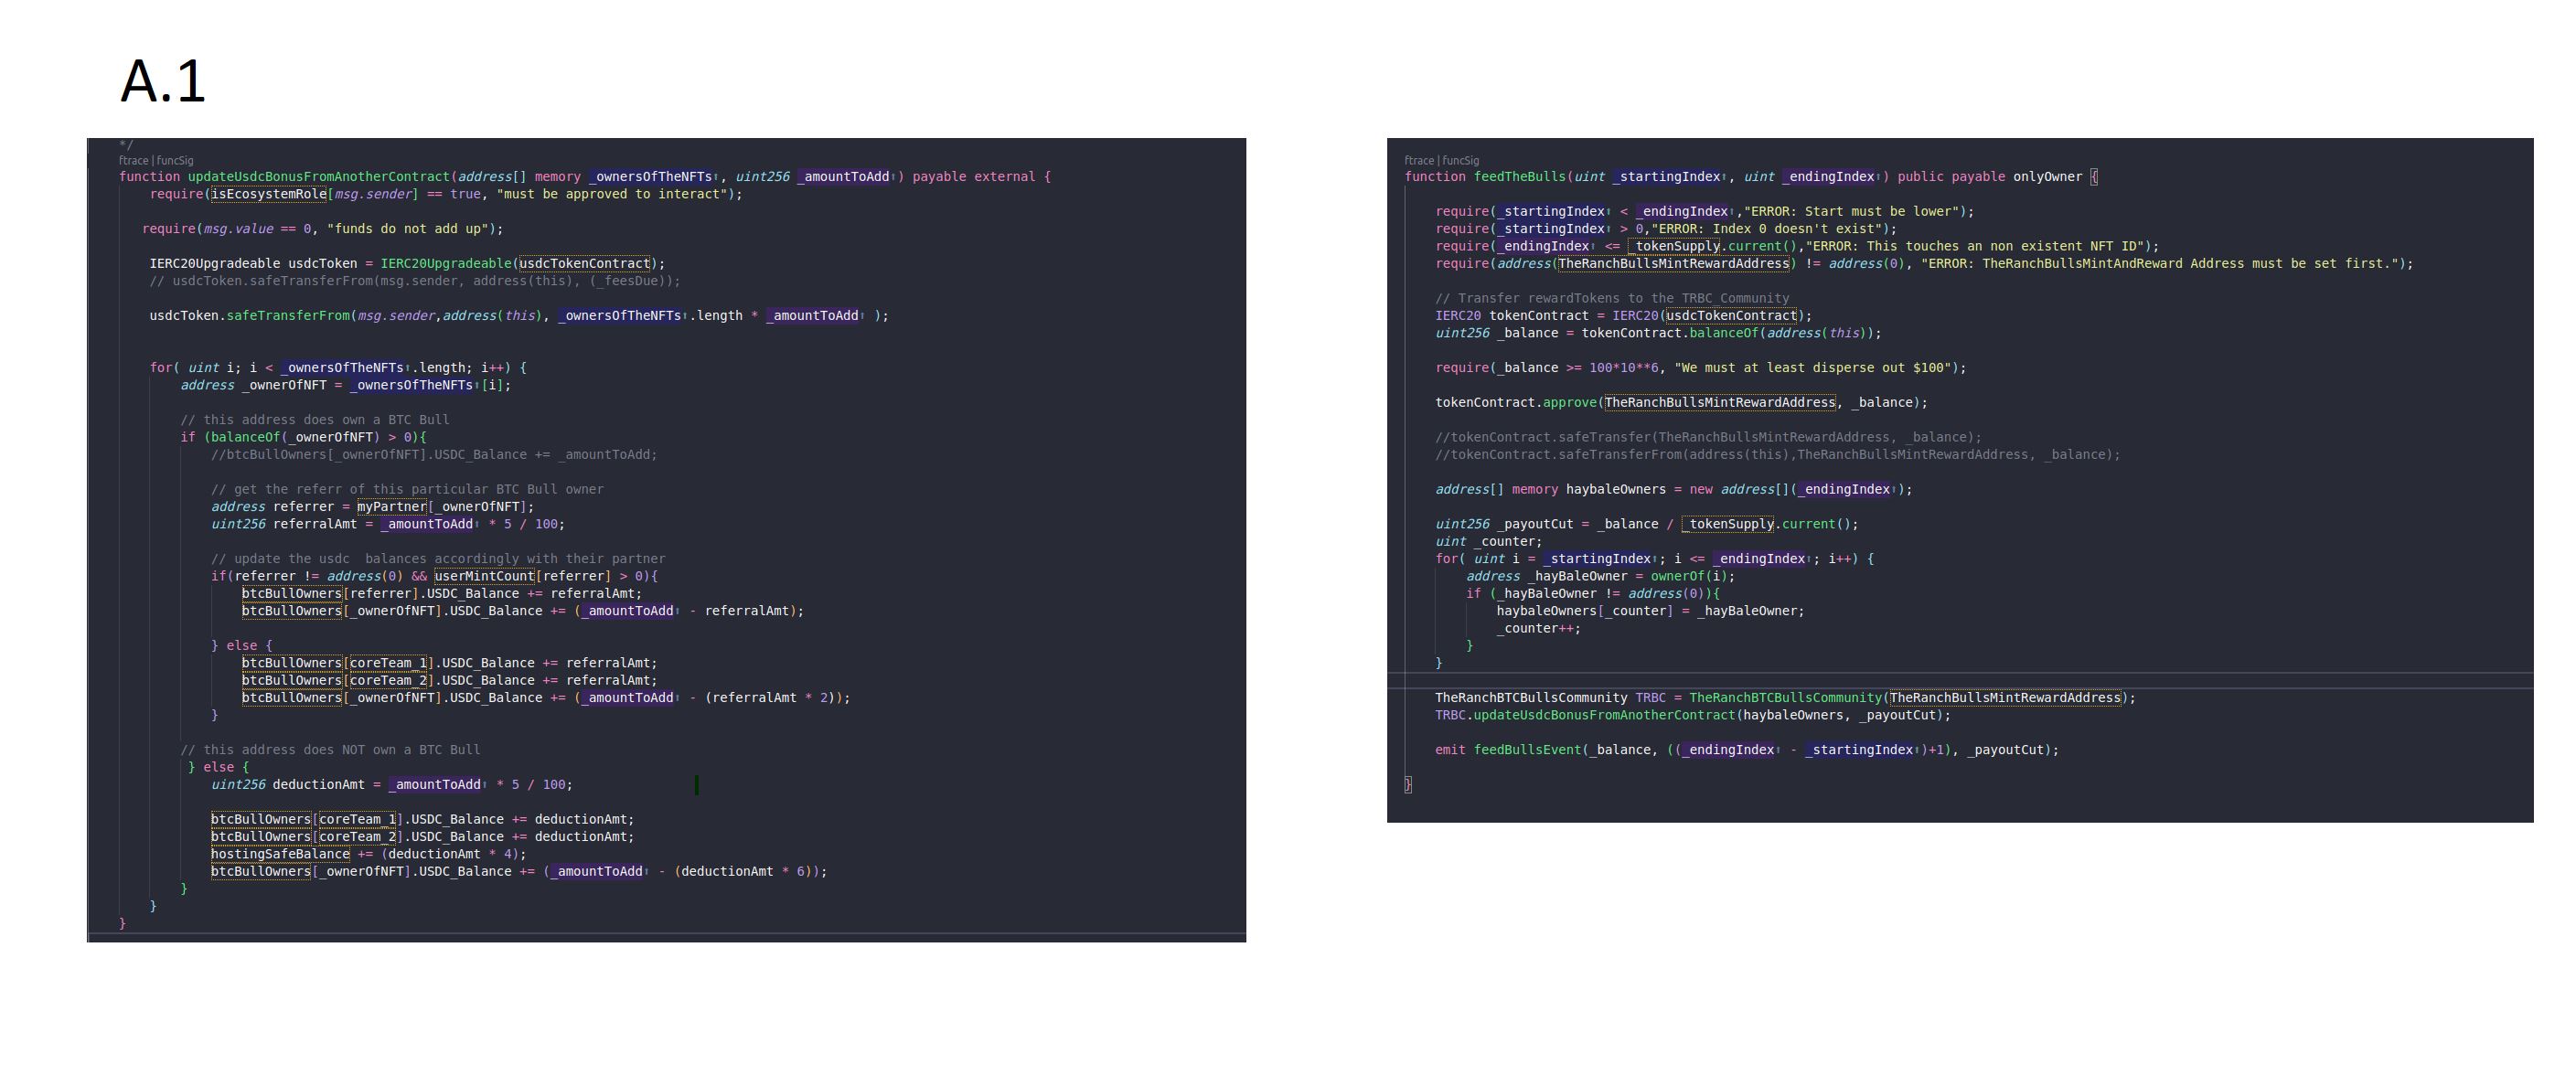 A.1
*/
ftrace | funcSig
function updateUsdcBonusFromAnotherContract(address[] memory _ownersOfTheNFTs↑, uint256 _amountToAdd↑) payable external {
require(isEcosystemRole[msg.sender] == true, "must be approved to interact");
require(msg.value == 0, "funds do not add up");
IERC20Upgradeable usdcToken = IERC20Upgradeable(usdcTokenContract);
// usdcToken.safeTransferFrom(msg.sender, address(this), (_feesDue));
usdcToken.safeTransferFrom(msg.sender,address(this), _ownersOfTheNFTs↑.length * _amountToAdd↑ );
for( uint i; i < _ownersOfTheNFTs↑.length; i++) {
address _ownerOfNFT = _ownersOfTheNFTs↑[i];
// this address does own a BTC Bull
if (balanceOf(_ownerOfNFT) > 0){
//btcBullOwners[_ownerOfNFT].USDC_Balance += _amountToAdd;
// get the referr of this particular BTC Bull owner
address referrer = myPartner[_ownerOfNFT];
uint256 referralAmt = _amountToAdd↑ * 5 / 100;
// update the usdc  balances accordingly with their partner
if(referrer != address(0) && userMintCount[referrer] > 0){
btcBullOwners[referrer].USDC_Balance += referralAmt;
btcBullOwners[_ownerOfNFT].USDC_Balance += (_amountToAdd↑ - referralAmt);
} else {
btcBullOwners[coreTeam_1].USDC_Balance += referralAmt;
btcBullOwners[coreTeam_2].USDC_Balance += referralAmt;
btcBullOwners[_ownerOfNFT].USDC_Balance += (_amountToAdd↑ - (referralAmt * 2));
}
// this address does NOT own a BTC Bull
} else {
uint256 deductionAmt = _amountToAdd↑ * 5 / 100;
btcBullOwners[coreTeam_1].USDC_Balance += deductionAmt;
btcBullOwners[coreTeam_2].USDC_Balance += deductionAmt;
hostingSafeBalance += (deductionAmt * 4);
btcBullOwners[_ownerOfNFT].USDC_Balance += (_amountToAdd↑ - (deductionAmt * 6));
}
}
}
ftrace | funcSig
function feedTheBulls(uint _startingIndex↑, uint _endingIndex↑) public payable onlyOwner {
require(_startingIndex↑ < _endingIndex↑,"ERROR: Start must be lower");
require(_startingIndex↑ > 0,"ERROR: Index 0 doesn't exist");
require(_endingIndex↑ <= _tokenSupply.current(),"ERROR: This touches an non existent NFT ID");
require(address(TheRanchBullsMintRewardAddress) != address(0), "ERROR: TheRanchBullsMintAndReward Address must be set first.");
// Transfer rewardTokens to the TRBC_Community
IERC20 tokenContract = IERC20(usdcTokenContract);
uint256 _balance = tokenContract.balanceOf(address(this));
require(_balance >= 100*10**6, "We must at least disperse out $100");
tokenContract.approve(TheRanchBullsMintRewardAddress, _balance);
//tokenContract.safeTransfer(TheRanchBullsMintRewardAddress, _balance);
//tokenContract.safeTransferFrom(address(this),TheRanchBullsMintRewardAddress, _balance);
address[] memory haybaleOwners = new address[](_endingIndex↑);
uint256 _payoutCut = _balance / _tokenSupply.current();
uint _counter;
for( uint i = _startingIndex↑; i <= _endingIndex↑; i++) {
address _hayBaleOwner = ownerOf(i);
if (_hayBaleOwner != address(0)){
haybaleOwners[_counter] = _hayBaleOwner;
_counter++;
}
}
TheRanchBTCBullsCommunity TRBC = TheRanchBTCBullsCommunity(TheRanchBullsMintRewardAddress);
TRBC.updateUsdcBonusFromAnotherContract(haybaleOwners, _payoutCut);
emit feedBullsEvent(_balance, ((_endingIndex↑ - _startingIndex↑)+1), _payoutCut);
}